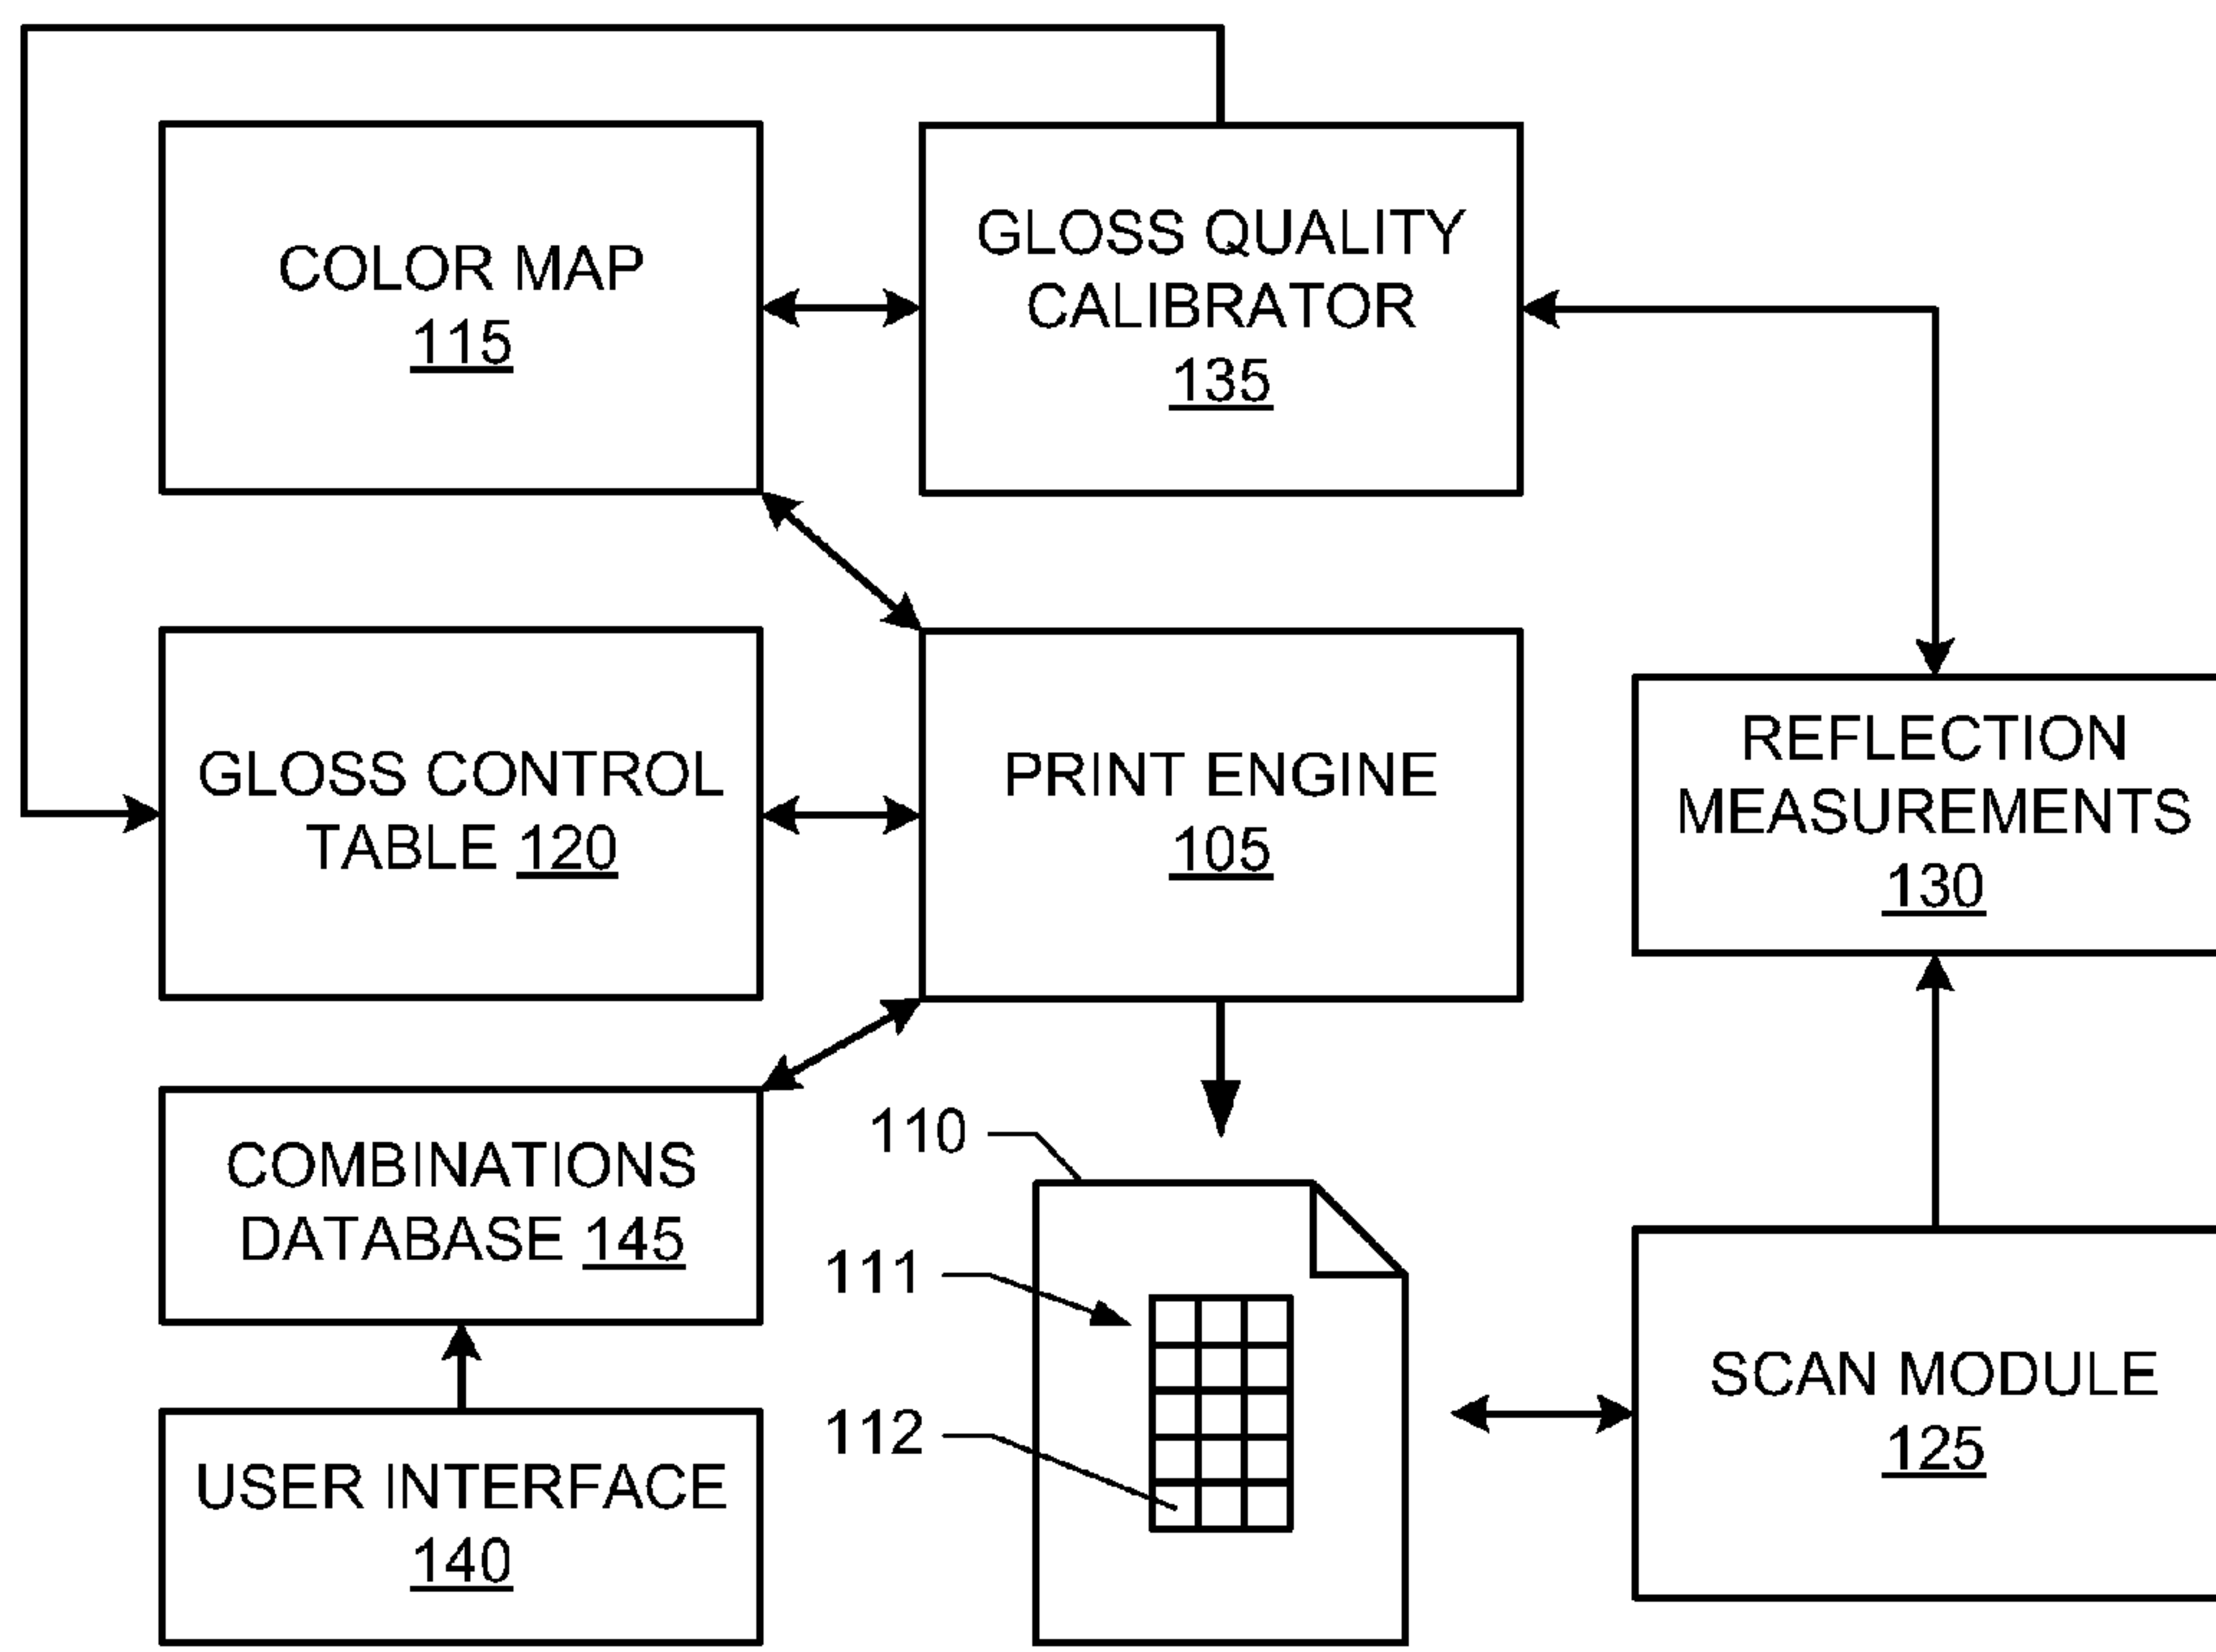 COLOR MAP
115
GLOSS QUALITY
CALIBRATOR
135
GLOSS CONTROL
TABLE 120
PRINT ENGINE
105
REFLECTION
MEASUREMENTS
130
COMBINATIONS
DATABASE 145
110
111
112
SCAN MODULE
125
USER INTERFACE
140